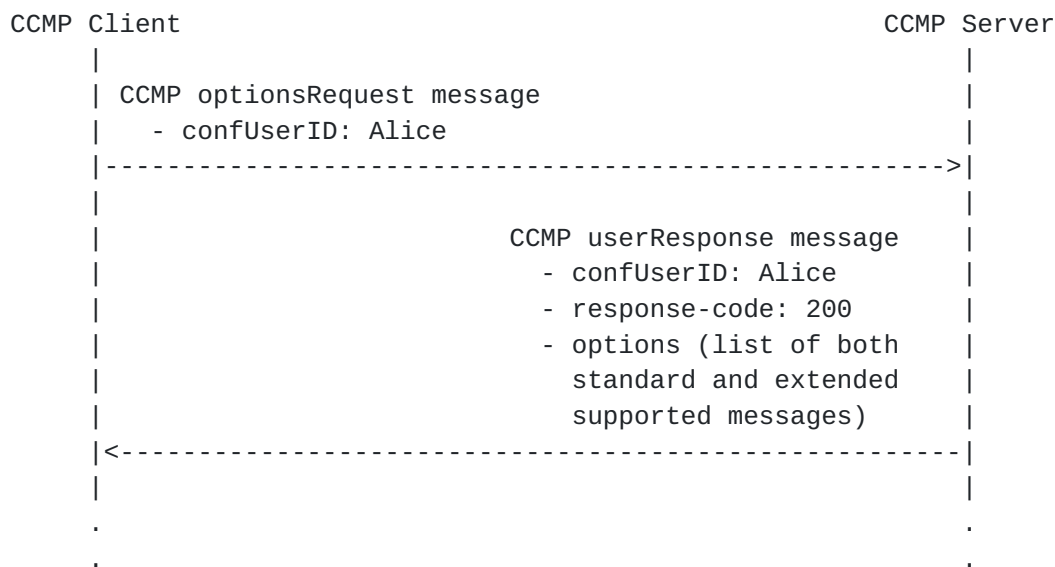 CCMP Client CCMP Server
| |
| CCMP optionsRequest message |
| - confUserID: Alice |
|------------------------------------------------------>|
| |
| CCMP userResponse message |
| - confUserID: Alice |
| - response-code: 200 |
| - options (list of both |
| standard and extended |
| supported messages) |
|<------------------------------------------------------|
| |
. .
. .